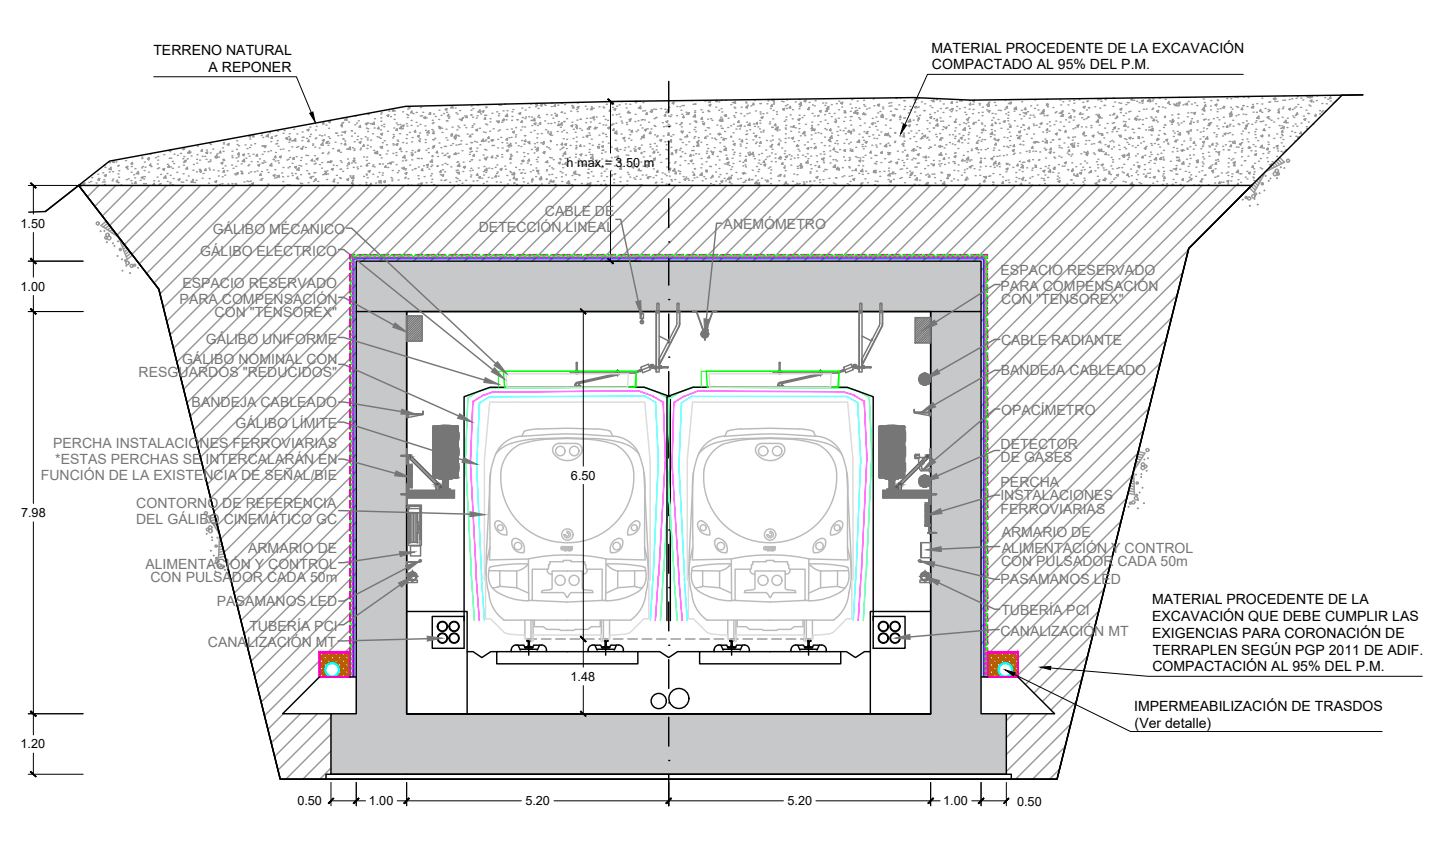 TERRENO NATURAL
A REPONER
MATERIAL PROCEDENTE DE LA EXCAVACIÓN
COMPACTADO AL 95% DEL P.M.
h max.= 3.50 m
1.50
1.00
7.98
1.20
CABLE DE
DETECCIÓN LINEAL
ANEMÓMETRO
GÁLIBO MECÁNICO
GÁLIBO ELÉCTRICO
ESPACIO RESERVADO
PARA COMPENSACIÓN
CON "TENSOREX"
GÁLIBO UNIFORME
GÁLIBO NOMINAL CON
RESGUARDOS "REDUCIDOS"
BANDEJA CABLEADO
GÁLIBO LÍMITE
PERCHA INSTALACIONES FERROVIARIAS
*ESTAS PERCHAS SE INTERCALARÁN EN
FUNCIÓN DE LA EXISTENCIA DE SEÑAL/BIE
CONTORNO DE REFERENCIA
DEL GÁLIBO CINEMÁTICO GC
ARMARIO DE
ALIMENTACIÓN Y CONTROL
CON PULSADOR CADA 50m
PASAMANOS LED
TUBERÍA PCI
CANALIZACIÓN MT
6.50
1.48
ESPACIO RESERVADO
PARA COMPENSACIÓN
CON "TENSOREX"
CABLE RADIANTE
BANDEJA CABLEADO
OPACÍMETRO
DETECTOR
DE GASES
PERCHA
INSTALACIONES
FERROVIARIAS
ARMARIO DE
ALIMENTACIÓN Y CONTROL
CON PULSADOR CADA 50m
PASAMANOS LED
TUBERÍA PCI
CANALIZACIÓN MT
MATERIAL PROCEDENTE DE LA
EXCAVACIÓN QUE DEBE CUMPLIR LAS
EXIGENCIAS PARA CORONACIÓN DE
TERRAPLEN SEGÚN PGP 2011 DE ADIF.
COMPACTACIÓN AL 95% DEL P.M.
IMPERMEABILIZACIÓN DE TRASDOS
(Ver detalle)
0.50
1.00
5.20
5.20
1.00
0.50